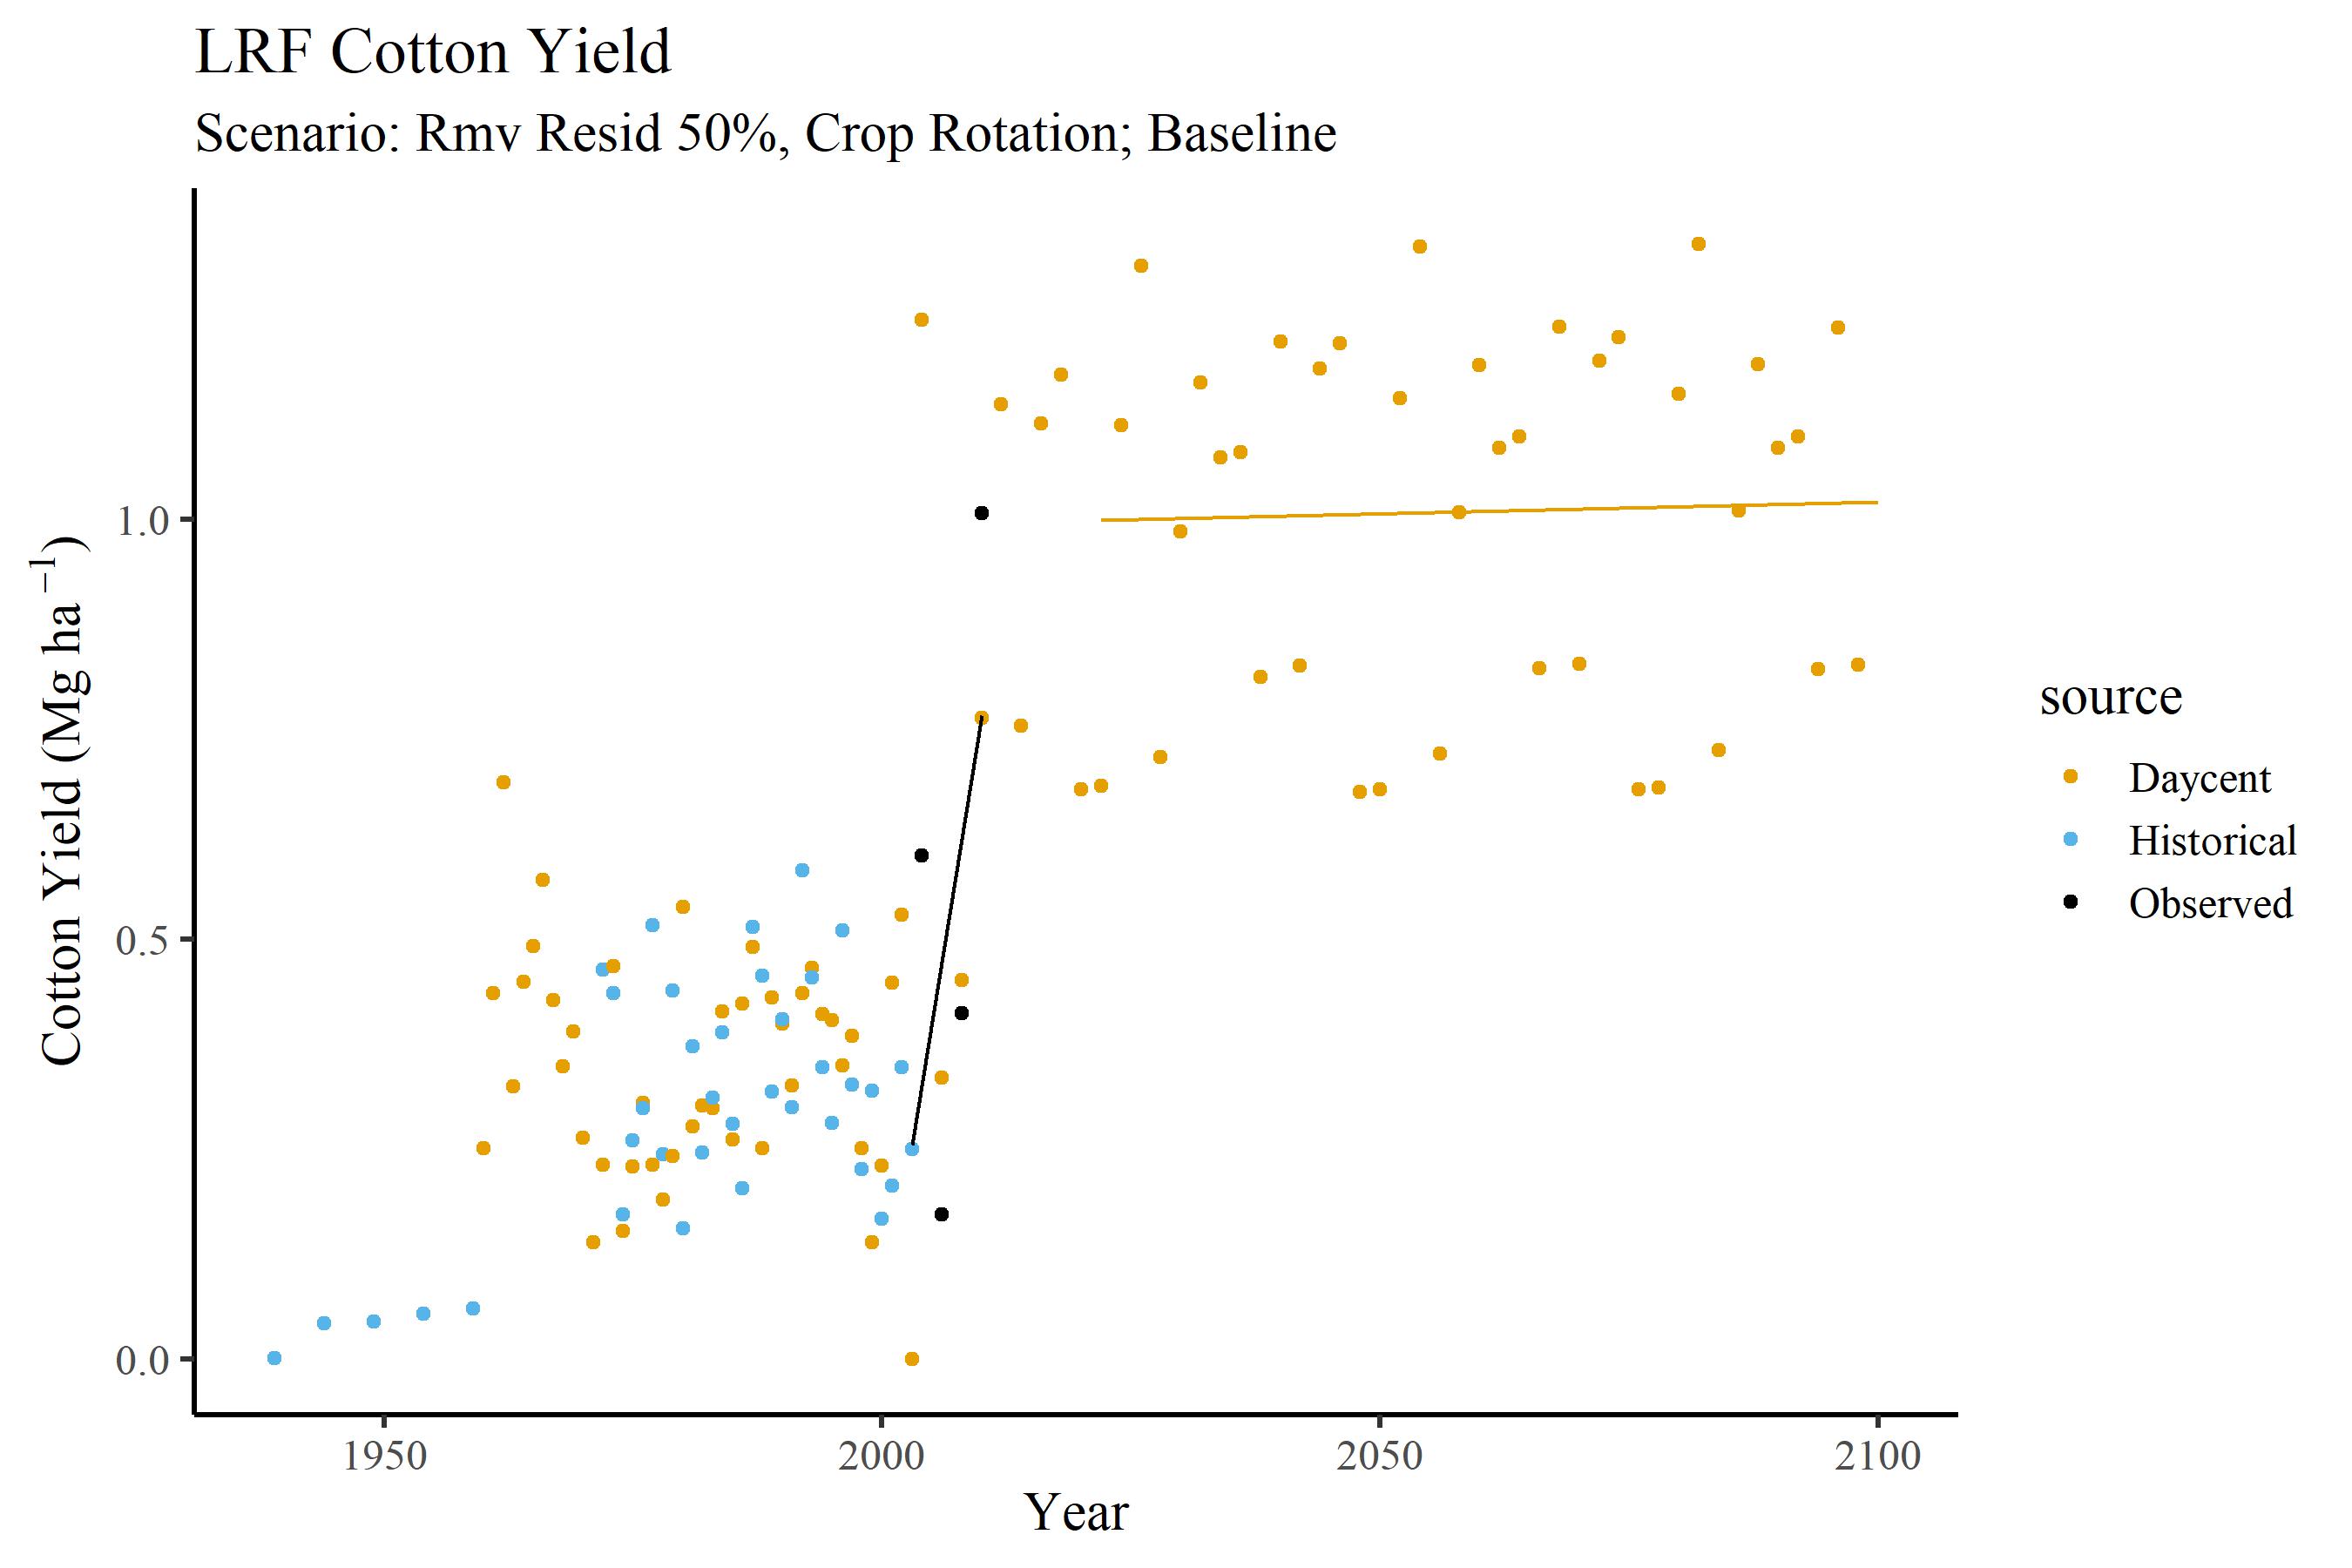 LRF Cotton Yield
Scenario: Rmv Resid 50%, Crop Rotation; Baseline
Cotton Yield (Mg ha⁻¹)
1.0
0.5
0.0
1950 2000 2050 2100
Year
source
Daycent
Historical
Observed